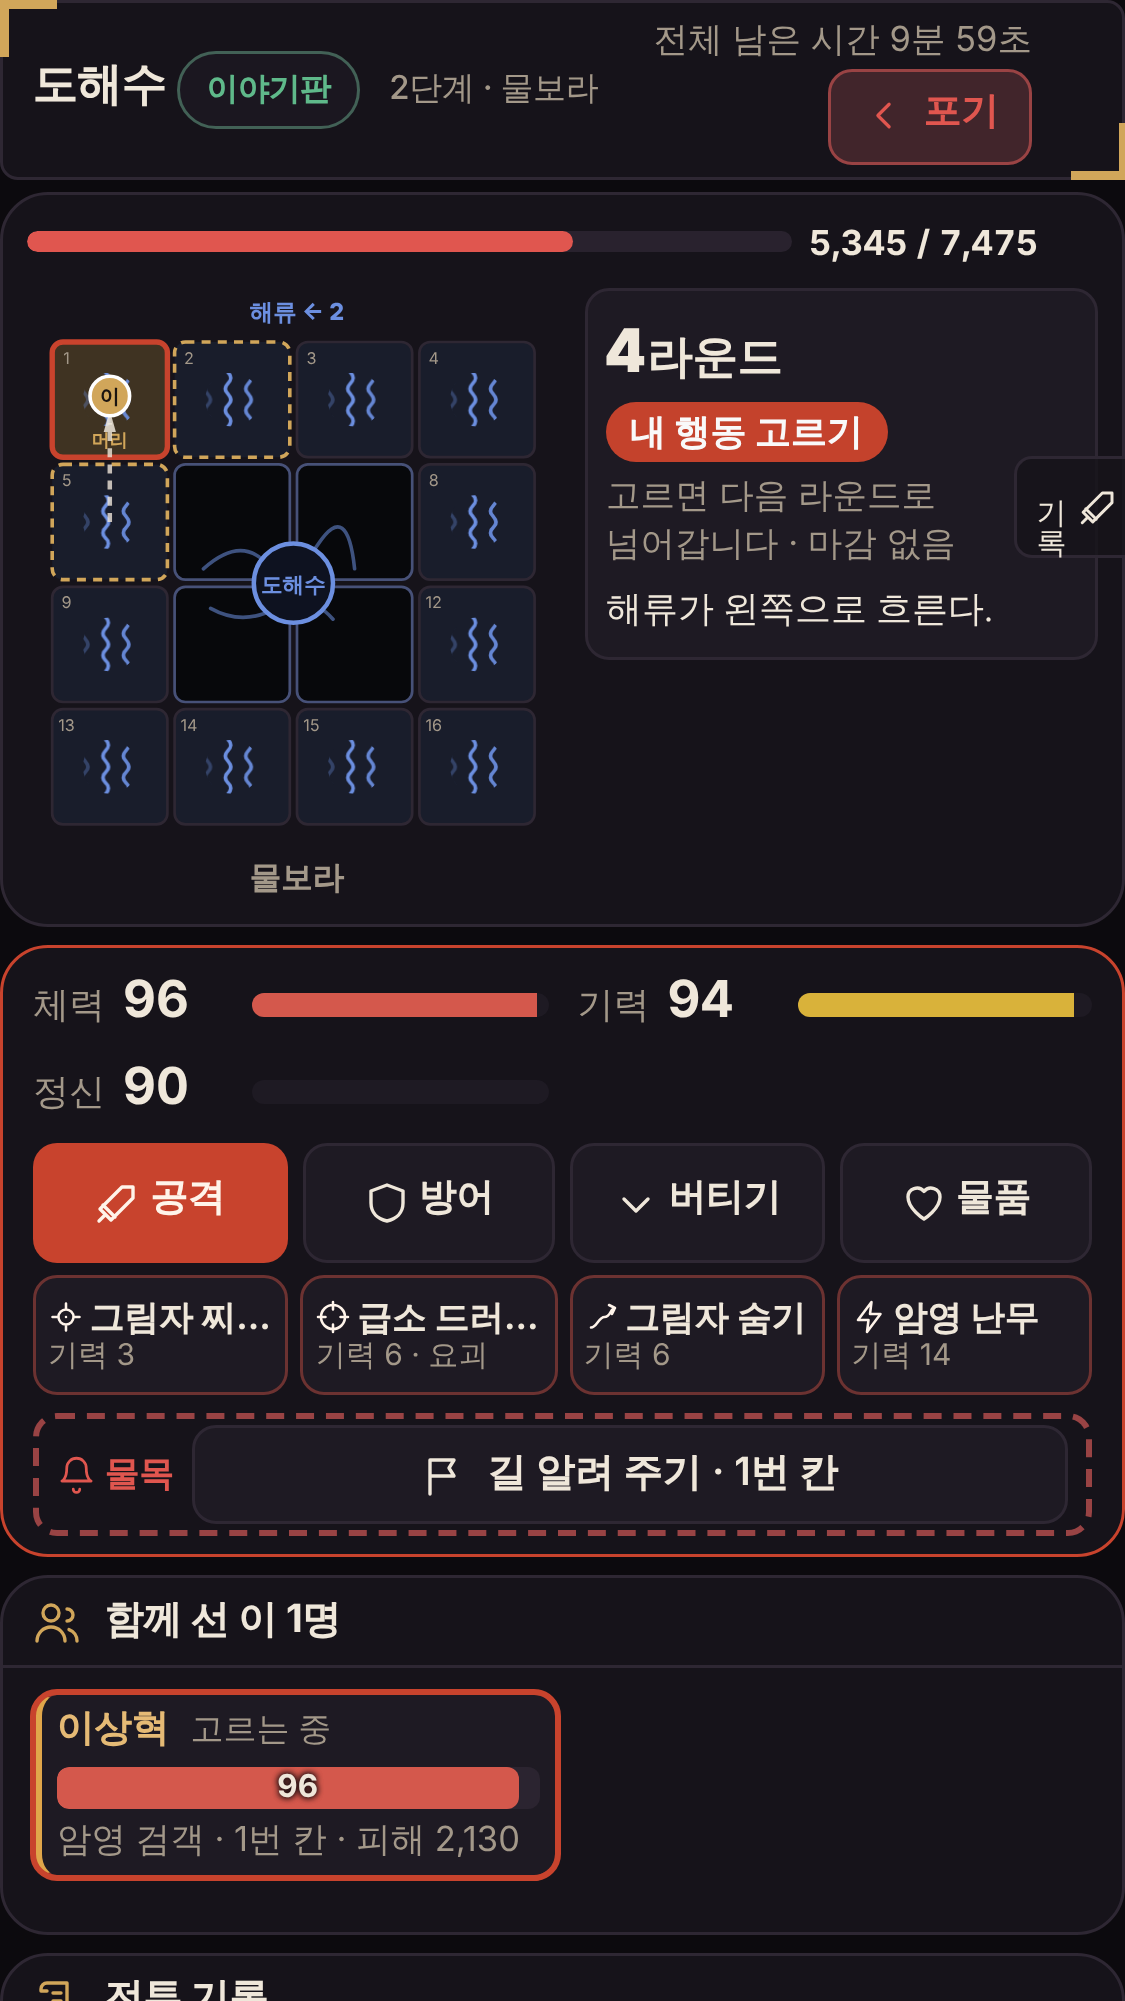 전체 남은 시간 9분 59초
도해수 이야기판 2단계 · 물보라
포기
5,345 / 7,475
해류 ← 2
1 2 3 4
이
머리
5 8
도해수
9 12
13 14 15 16
물보라
4라운드
내 행동 고르기
고르면 다음 라운드로
넘어갑니다 · 마감 없음
해류가 왼쪽으로 흐른다.
기록
체력 96 기력 94
정신 90
공격 방어 버티기 물품
그림자 찌... 급소 드러... 그림자 숨기 암영 난무
기력 3 기력 6 · 요괴 기력 6 기력 14
물목 길 알려 주기 · 1번 칸
함께 선 이 1명
이상혁 고르는 중
96
암영 검객 · 1번 칸 · 피해 2,130
전투 기록